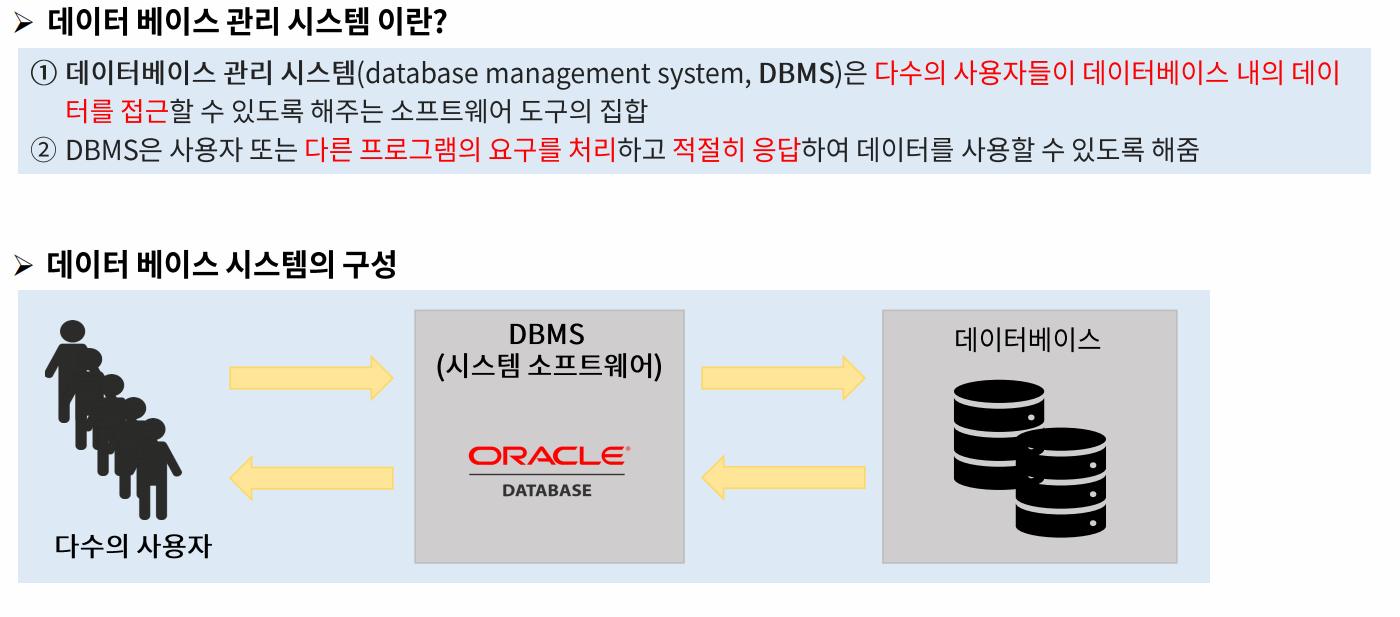 ➢ 데이터 베이스 관리 시스템 이란?
① 데이터베이스 관리 시스템(database management system, DBMS)은 다수의 사용자들이 데이터베이스 내의 데이
터를 접근할 수 있도록 해주는 소프트웨어 도구의 집합
② DBMS은 사용자 또는 다른 프로그램의 요구를 처리하고 적절히 응답하여 데이터를 사용할 수 있도록 해줌
➢ 데이터 베이스 시스템의 구성
다수의 사용자
DBMS
(시스템 소프트웨어)
ORACLE®
DATABASE
데이터베이스